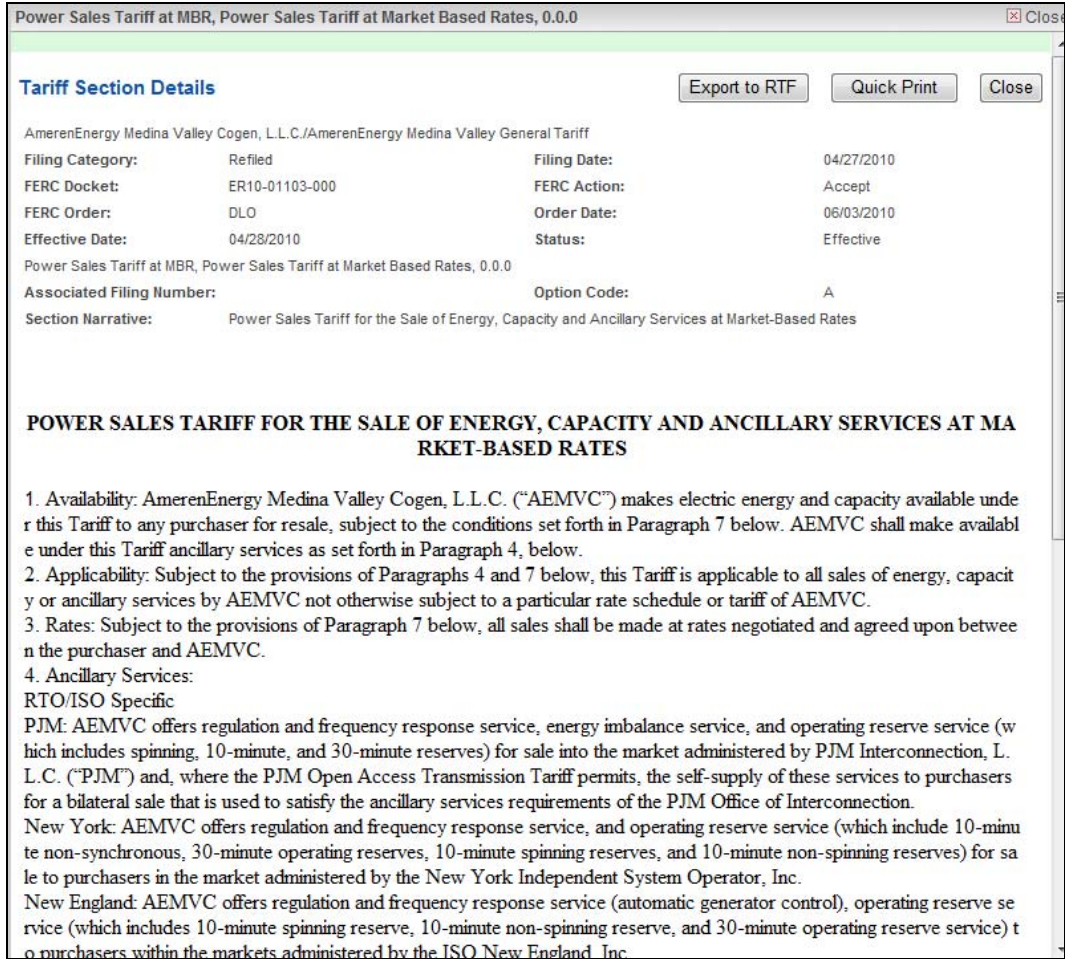 Power Sales Tariff at MBR, Power Sales Tariff at Market Based Rates, 0.0.0 Close
Tariff Section Details Export to RTF Quick Print Close
AmerenEnergy Medina Valley Cogen, L.L.C./AmerenEnergy Medina Valley General Tariff
Filing Category: Refiled Filing Date: 04/27/2010
FERC Docket: ER10-01103-000 FERC Action: Accept
FERC Order: DLO Order Date: 06/03/2010
Effective Date: 04/28/2010 Status: Effective
Power Sales Tariff at MBR, Power Sales Tariff at Market Based Rates, 0.0.0
Associated Filing Number: Option Code: A
Section Narrative: Power Sales Tariff for the Sale of Energy, Capacity and Ancillary Services at Market-Based Rates
POWER SALES TARIFF FOR THE SALE OF ENERGY, CAPACITY AND ANCILLARY SERVICES AT MA
RKET-BASED RATES
1. Availability: AmerenEnergy Medina Valley Cogen, L.L.C. (“AEMVC”) makes electric energy and capacity available unde
r this Tariff to any purchaser for resale, subject to the conditions set forth in Paragraph 7 below. AEMVC shall make availabl
e under this Tariff ancillary services as set forth in Paragraph 4, below.
2. Applicability: Subject to the provisions of Paragraphs 4 and 7 below, this Tariff is applicable to all sales of energy, capacit
y or ancillary services by AEMVC not otherwise subject to a particular rate schedule or tariff of AEMVC.
3. Rates: Subject to the provisions of Paragraph 7 below, all sales shall be made at rates negotiated and agreed upon betwee
n the purchaser and AEMVC.
4. Ancillary Services:
RTO/ISO Specific
PJM: AEMVC offers regulation and frequency response service, energy imbalance service, and operating reserve service (w
hich includes spinning, 10-minute, and 30-minute reserves) for sale into the market administered by PJM Interconnection, L.
L.C. (“PJM”) and, where the PJM Open Access Transmission Tariff permits, the self-supply of these services to purchasers
for a bilateral sale that is used to satisfy the ancillary services requirements of the PJM Office of Interconnection.
New York: AEMVC offers regulation and frequency response service, and operating reserve service (which include 10-minu
te non-synchronous, 30-minute operating reserves, 10-minute spinning reserves, and 10-minute non-spinning reserves) for sa
le to purchasers in the market administered by the New York Independent System Operator, Inc.
New England: AEMVC offers regulation and frequency response service (automatic generator control), operating reserve se
rvice (which includes 10-minute spinning reserve, 10-minute non-spinning reserve, and 30-minute operating reserve service) t
o purchasers within the markets administered by the ISO New England, Inc.